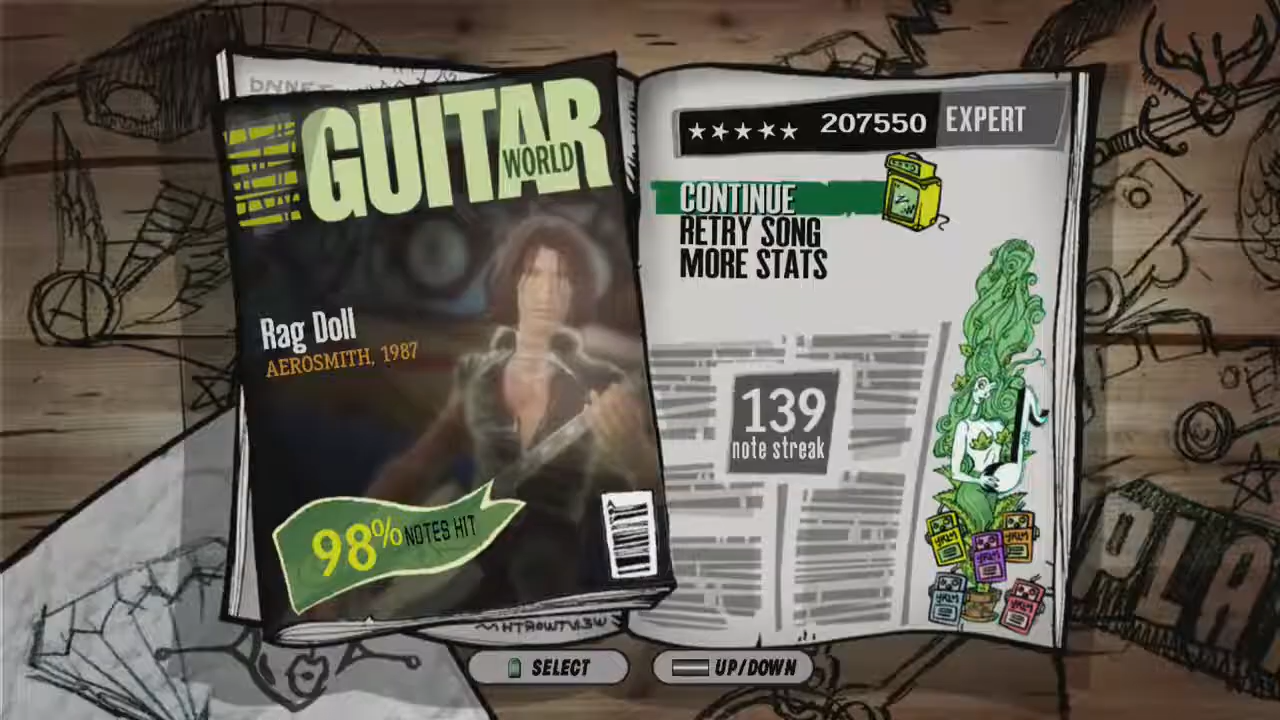 GUITAR
WORLD
Rag Doll
AEROSMITH, 1987
98% NOTES HIT
★★★★★ 207550 EXPERT
CONTINUE
RETRY SONG
MORE STATS
139
note streak
SELECT
UP/DOWN